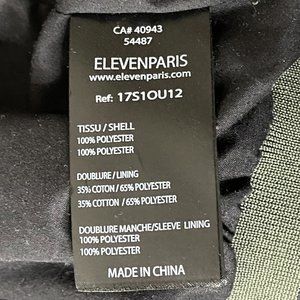 CA# 40943
54487
ELEVENPARIS
www.elevenparis.com
Ref: 17S1OU12
TISSU / SHELL
100% POLYESTER
100% POLYESTER
DOUBLURE / LINING
35% COTON / 65% POLYESTER
35% COTTON / 65% POLYESTER
DOUBLURE MANCHE/SLEEVE LINING
100% POLYESTER
100% POLYESTER
MADE IN CHINA